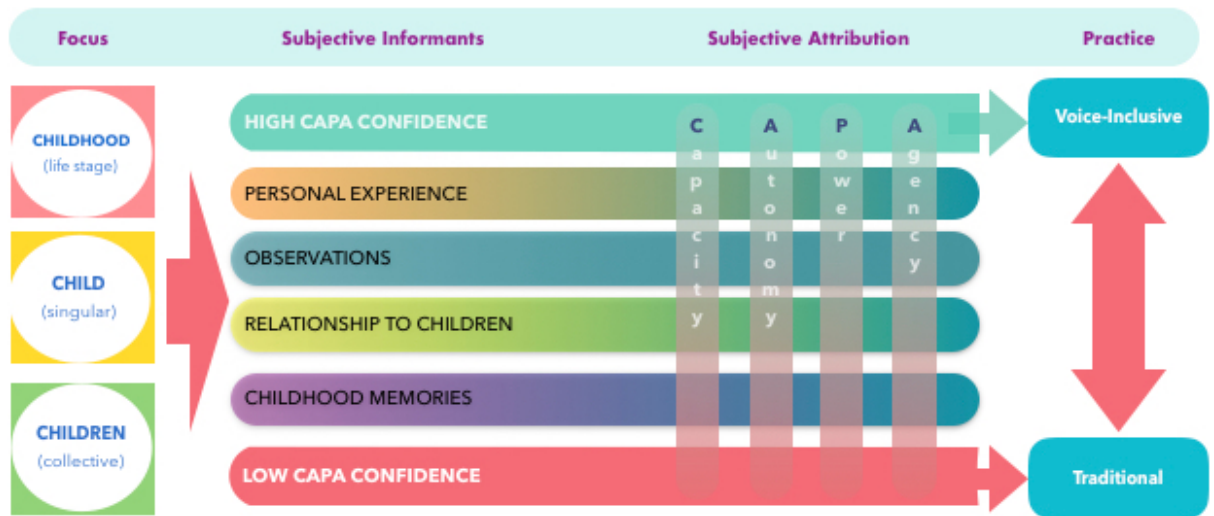 Focus
Subjective Informants
Subjective Attribution
Practice
CHILDHOOD
(life stage)
CHILD
(singular)
CHILDREN
(collective)
HIGH CAPA CONFIDENCE
PERSONAL EXPERIENCE
OBSERVATIONS
RELATIONSHIP TO CHILDREN
CHILDHOOD MEMORIES
LOW CAPA CONFIDENCE
Capacity
Autonomy
Power
Agency
Voice-Inclusive
Traditional